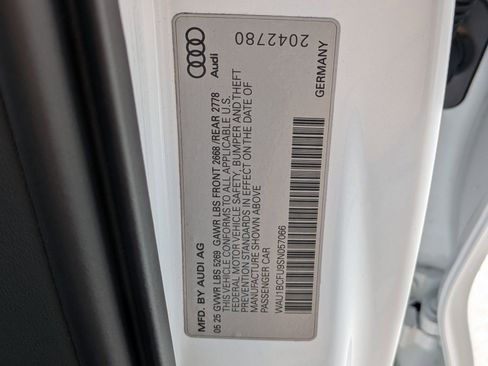 Audi
2042780
GERMANY
MFD. BY AUDI AG
05 25 GVWR LBS 5269 GAWR LBS FRONT 2668 /REAR 2778
THIS VEHICLE CONFORMS TO ALL APPLICABLE U.S.
FEDERAL MOTOR VEHICLE SAFETY, BUMPER AND THEFT
PREVENTION STANDARDS IN EFFECT ON THE DATE OF
MANUFACTURE SHOWN ABOVE
PASSENGER CAR
WAU1BCFU9SN057066